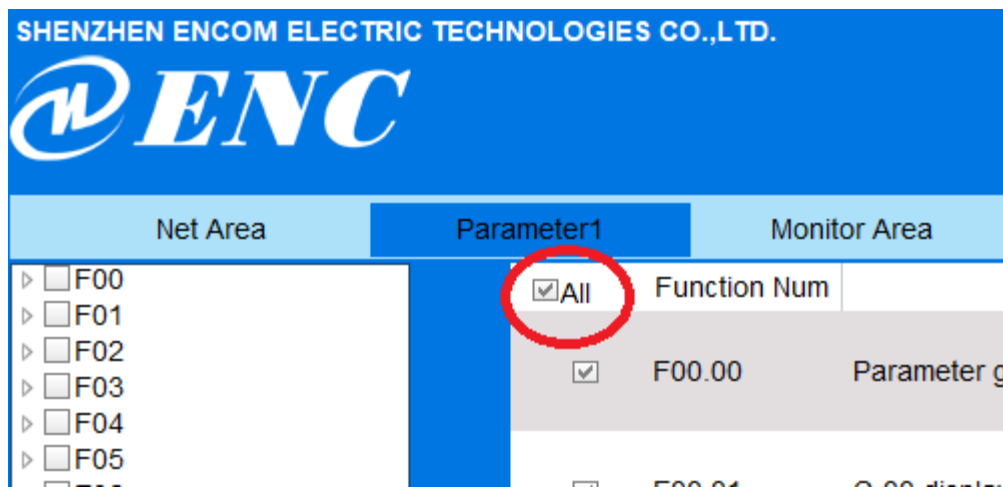 SHENZHEN ENCOM ELECTRIC TECHNOLOGIES CO.,LTD.
ENC
Net Area Parameter1 Monitor Area
F00
F01
F02
F03
F04
F05
All Function Num
F00.00 Parameter